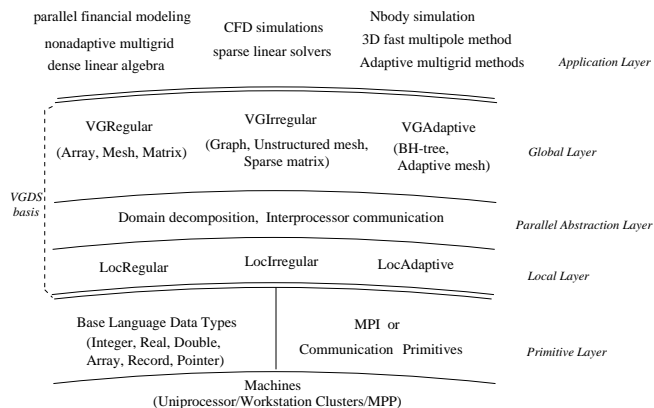 parallel financial modeling
nonadaptive multigrid
dense linear algebra
CFD simulations
sparse linear solvers
Nbody simulation
3D fast multipole method
Adaptive multigrid methods
Application Layer
VGRegular
(Array, Mesh, Matrix)
VGIrregular
(Graph, Unstructured mesh,
Sparse matrix)
VGAdaptive
(BH-tree,
Adaptive mesh)
Global Layer
VGDS
basis
Domain decomposition, Interprocessor communication
Parallel Abstraction Layer
LocRegular
LocIrregular
LocAdaptive
Local Layer
Base Language Data Types
(Integer, Real, Double,
Array, Record, Pointer)
MPI or
Communication Primitives
Primitive Layer
Machines
(Uniprocessor/Workstation Clusters/MPP)